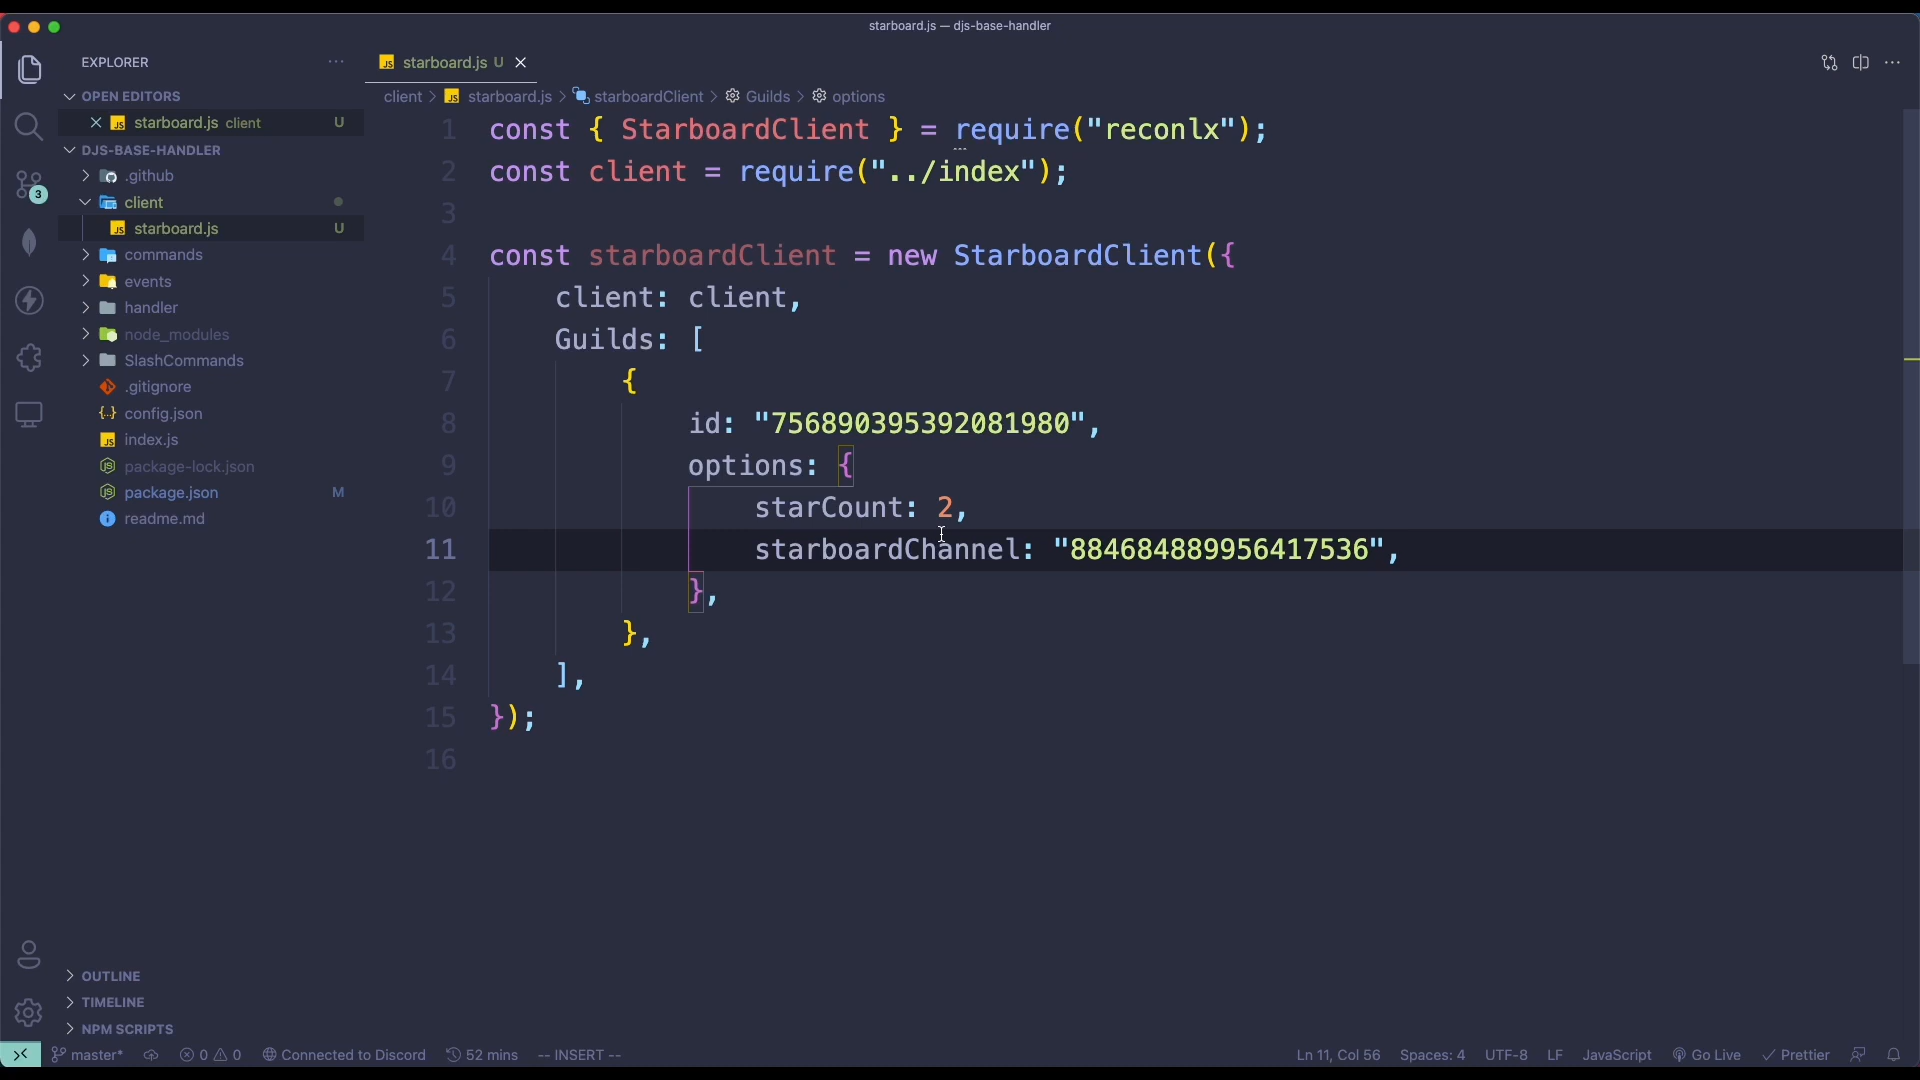 starboard.js — djs-base-handler
EXPLORER
starboard.js U
OPEN EDITORS
client > starboard.js > starboardClient > Guilds > options
starboard.js client U
DJS-BASE-HANDLER
.github
client
starboard.js U
commands
events
handler
node_modules
SlashCommands
.gitignore
config.json
index.js
package-lock.json
package.json M
readme.md
3
1 const { StarboardClient } = require("reconlx");
2 const client = require("../index");
3
4 const starboardClient = new StarboardClient({
5 client: client,
6 Guilds: [
7 {
8 id: "756890395392081980",
9 options: {
10 starCount: 2,
11 starboardChannel: "884684889956417536",
12 },
13 },
14 ],
15 });
16
OUTLINE
TIMELINE
NPM SCRIPTS
master* 0 0 Connected to Discord 52 mins -- INSERT -- Ln 11, Col 56 Spaces: 4 UTF-8 LF JavaScript Go Live Prettier